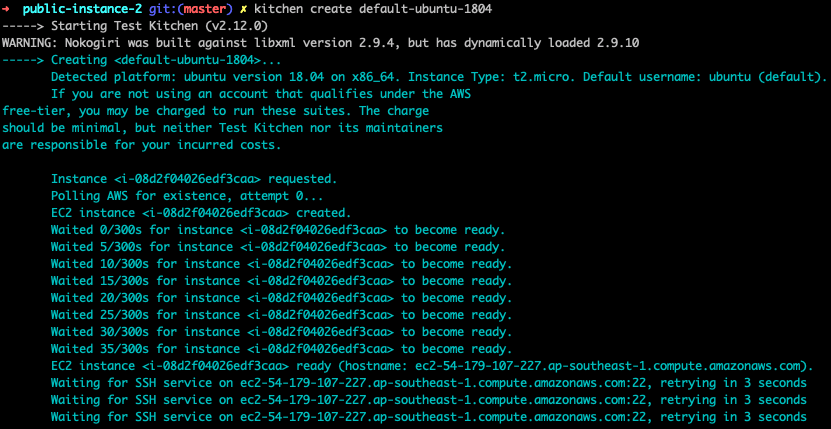 ➜  public-instance-2 git:(master) ✗ kitchen create default-ubuntu-1804
-----> Starting Test Kitchen (v2.12.0)
WARNING: Nokogiri was built against libxml version 2.9.4, but has dynamically loaded 2.9.10
-----> Creating <default-ubuntu-1804>...
       Detected platform: ubuntu version 18.04 on x86_64. Instance Type: t2.micro. Default username: ubuntu (default).
       If you are not using an account that qualifies under the AWS
free-tier, you may be charged to run these suites. The charge
should be minimal, but neither Test Kitchen nor its maintainers
are responsible for your incurred costs.

       Instance <i-08d2f04026edf3caa> requested.
       Polling AWS for existence, attempt 0...
       EC2 instance <i-08d2f04026edf3caa> created.
       Waited 0/300s for instance <i-08d2f04026edf3caa> to become ready.
       Waited 5/300s for instance <i-08d2f04026edf3caa> to become ready.
       Waited 10/300s for instance <i-08d2f04026edf3caa> to become ready.
       Waited 15/300s for instance <i-08d2f04026edf3caa> to become ready.
       Waited 20/300s for instance <i-08d2f04026edf3caa> to become ready.
       Waited 25/300s for instance <i-08d2f04026edf3caa> to become ready.
       Waited 30/300s for instance <i-08d2f04026edf3caa> to become ready.
       Waited 35/300s for instance <i-08d2f04026edf3caa> to become ready.
       EC2 instance <i-08d2f04026edf3caa> ready (hostname: ec2-54-179-107-227.ap-southeast-1.compute.amazonaws.com).
       Waiting for SSH service on ec2-54-179-107-227.ap-southeast-1.compute.amazonaws.com:22, retrying in 3 seconds
       Waiting for SSH service on ec2-54-179-107-227.ap-southeast-1.compute.amazonaws.com:22, retrying in 3 seconds
       Waiting for SSH service on ec2-54-179-107-227.ap-southeast-1.compute.amazonaws.com:22, retrying in 3 seconds